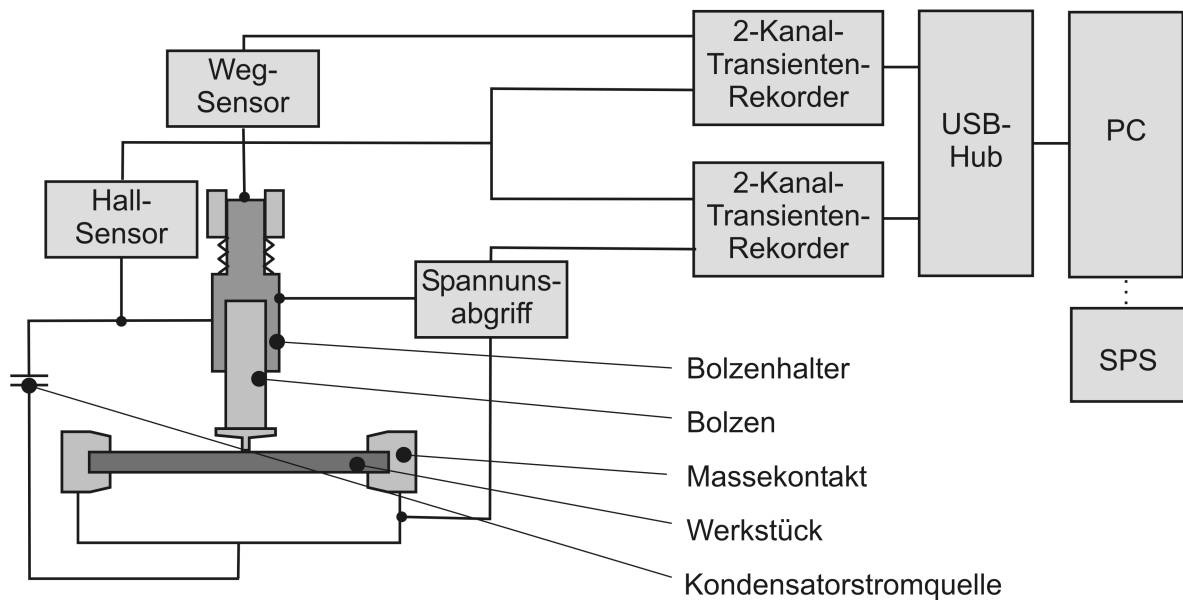 Weg-
Sensor
2-Kanal-
Transienten-
Rekorder
USB-
Hub
PC
Hall-
Sensor
2-Kanal-
Transienten-
Rekorder
Spannuns-
abgriff
SPS
Bolzenhalter
Bolzen
Massekontakt
Werkstück
Kondensatorstromquelle